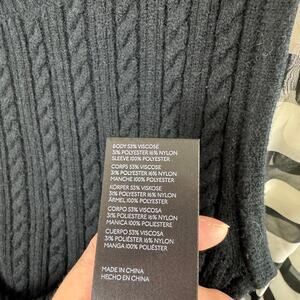 BODY 53% VISCOSE
31% POLYESTER 16% NYLON
SLEEVE 100% POLYESTER
CORPS 53% VISCOSE
31% POLYESTER 16% NYLON
MANCHE 100% POLYESTER
KÖRPER 53% VISKOSE
31% POLYESTER 16% NYLON
ÄRMEL 100% POLYESTER
CORPO 53% VISCOSA
31% POLIESTERE 16% NYLON
MANICA 100% POLIESTERE
CUERPO 53% VISCOSA
31% POLIÉSTER 16% NYLON
MANGA 100% POLIÉSTER
MADE IN CHINA
HECHO EN CHINA